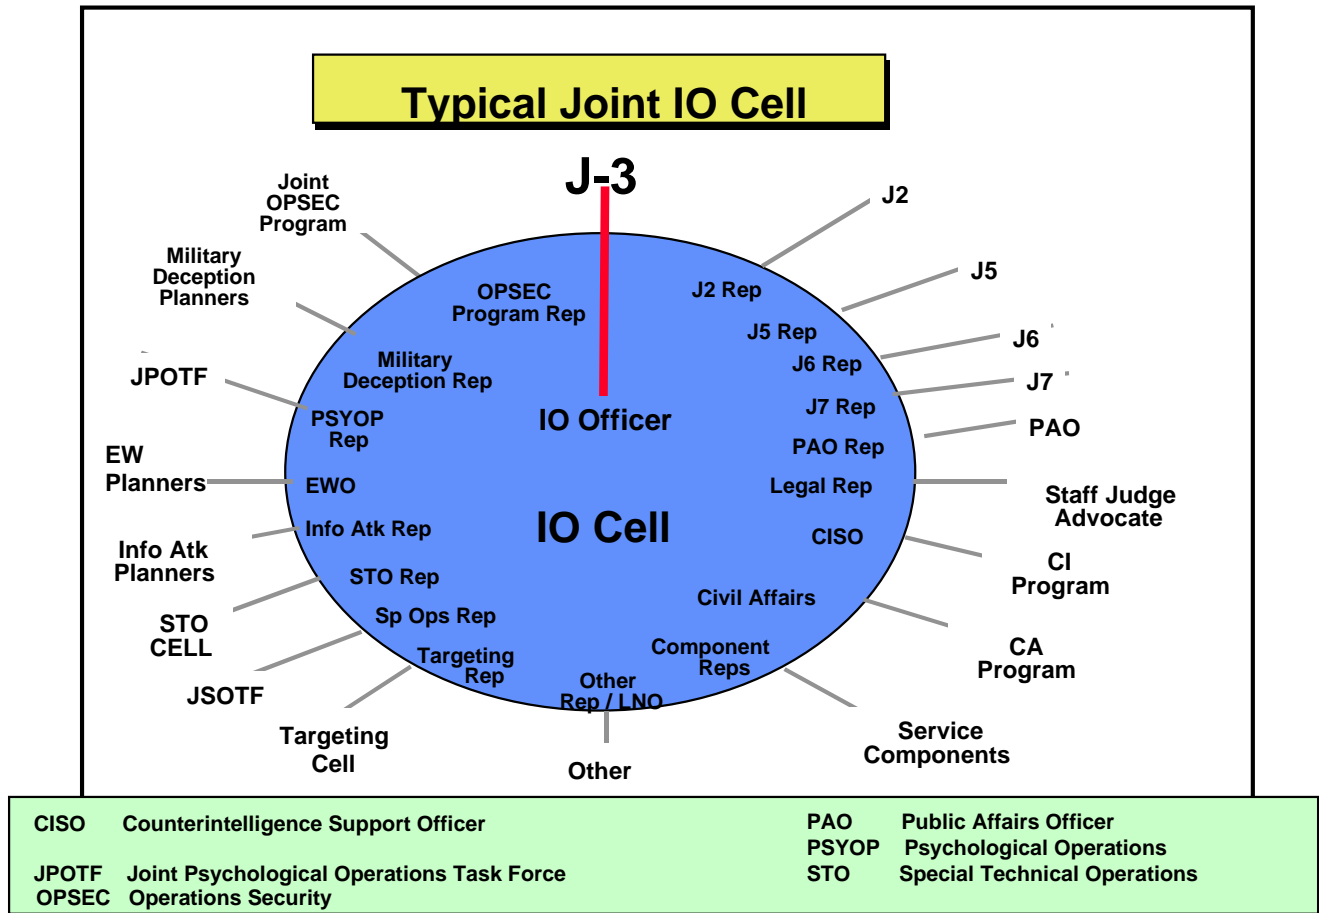 Typical Joint IO Cell
J-3
Joint
OPSEC
Program
Military
Deception
Planners
JPOTF
EW
Planners
Info Atk
Planners
STO
CELL
JSOTF
Targeting
Cell
Other
OPSEC
Program Rep
Military
Deception Rep
PSYOP
Rep
EWO
Info Atk Rep
STO Rep
Sp Ops Rep
Targeting
Rep
Other
Rep / LNO
IO Officer
IO Cell
J2 Rep
J5 Rep
J6 Rep
J7 Rep
PAO Rep
Legal Rep
CISO
Civil Affairs
Component
Reps
J2
J5
J6
J7
PAO
Staff Judge
Advocate
CI
Program
CA
Program
Service
Components
CISO Counterintelligence Support Officer
JPOTF Joint Psychological Operations Task Force
OPSEC Operations Security
PAO Public Affairs Officer
PSYOP Psychological Operations
STO Special Technical Operations